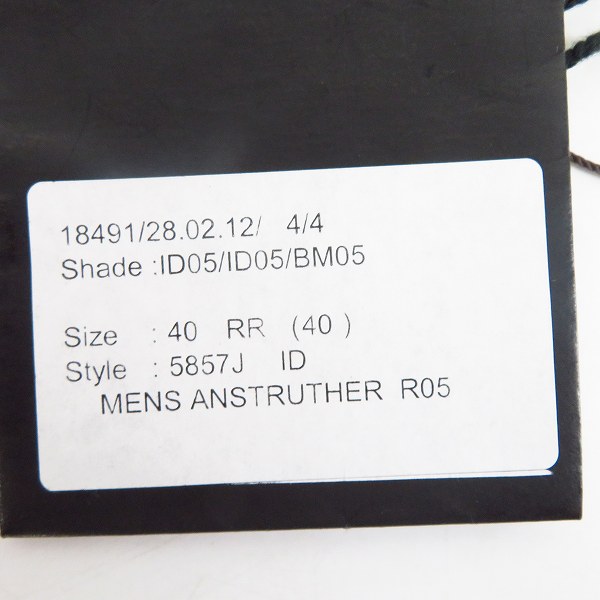 18491/28.02.12/ 4/4
Shade :ID05/ID05/BM05
Size : 40 RR (40 )
Style : 5857J ID
MENS ANSTRUTHER R05